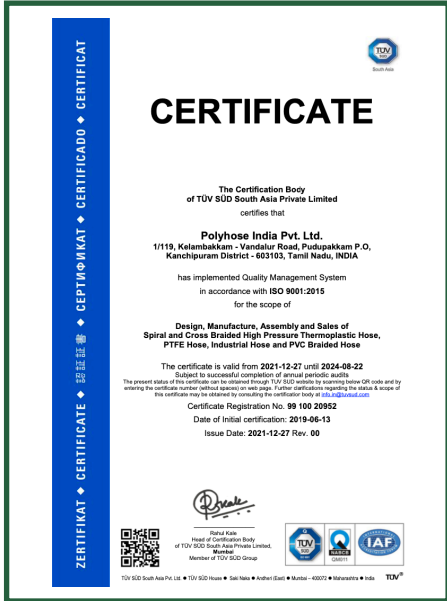 ZERTIFIKAT ◆ CERTIFICATE ◆ 認証証書 ◆ СЕРТИФИКАТ ◆ CERTIFICADO ◆ CERTIFICAT
TÜV
SÜD
South Asia
CERTIFICATE
The Certification Body
of TÜV SÜD South Asia Private Limited
certifies that
Polyhose India Pvt. Ltd.
1/119, Kelambakkam - Vandalur Road, Pudupakkam P.O,
Kanchipuram District - 603103, Tamil Nadu, INDIA
has implemented Quality Management System
in accordance with ISO 9001:2015
for the scope of
Design, Manufacture, Assembly and Sales of
Spiral and Cross Braided High Pressure Thermoplastic Hose,
PTFE Hose, Industrial Hose and PVC Braided Hose
The certificate is valid from 2021-12-27 until 2024-08-22
Subject to successful completion of annual periodic audits
The present status of this certificate can be obtained through TUV SUD website by scanning below QR code and by
entering the certificate number (without spaces) on web page. Further clarifications regarding the status & scope of
this certificate may be obtained by consulting the certification body at info.in@tuvsud.com
Certificate Registration No. 99 100 20952
Date of Initial certification: 2019-06-13
Issue Date: 2021-12-27 Rev. 00
Rahul Kale
Head of Certification Body
of TÜV SÜD South Asia Private Limited,
Mumbai
Member of TÜV SÜD Group
TÜV
SÜD
NABCB
QM011
IAF
TÜV SÜD South Asia Pvt. Ltd. ● TÜV SÜD House ● Saki Naka ● Andheri (East) ● Mumbai – 400072 ● Maharashtra ● India TÜV®